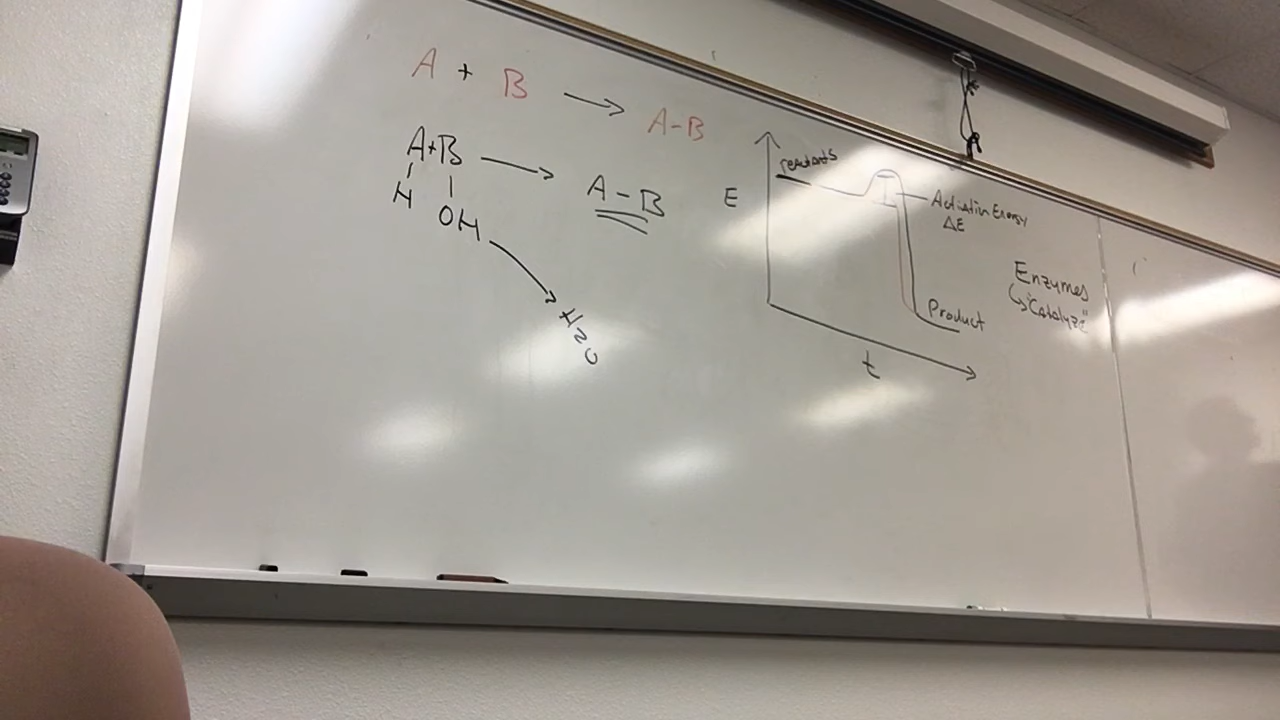 A + B → A-B
A+B → A-B
H
OH
H2O
E
reactants
Activation Energy
ΔE
Product
t
Enzymes
↳"Catalyze"